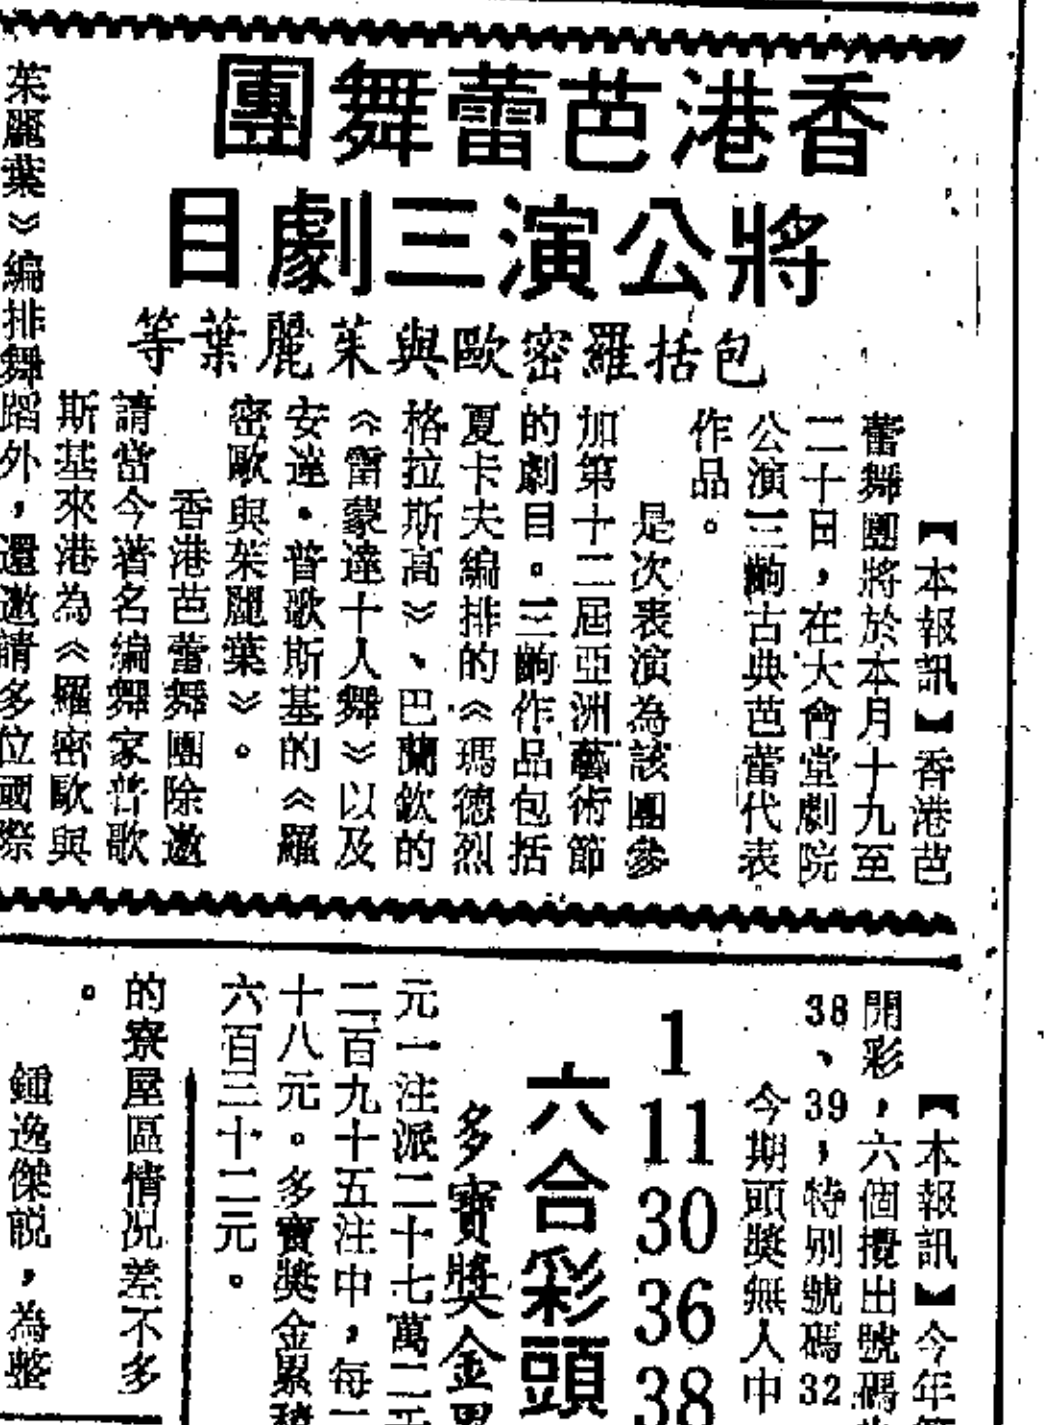 香港芭蕾舞團
將公演三劇目
包括羅密歐與茱麗葉等
【本報訊】香港芭
蕾舞團將於本月十九至
二十日，在大會堂劇院
公演三齣古典芭蕾代表
作品。
是次表演為該團參
加第十二屆亞洲藝術節
的劇目。三齣作品包括
夏卡夫編排的《瑪德烈
格拉斯高》、巴蘭欽的
《雷蒙達十人舞》以及
安達·普歌斯基的《羅
密歐與茱麗葉》。
香港芭蕾舞團除邀
請當今著名編舞家普歌
斯基來港為《羅密歐與
茱麗葉》編排舞蹈外，還邀請多位國際
【本報訊】今年
開彩，六個攪出號碼
38、39，特別號碼32
今期頭獎無人中
1
11
30
36
38
六合彩頭
多寶獎金累
元一注派二十七萬二
二百九十五注中，每
十八元。多寶獎金累積
六百三十二元。
的寮屋區情況差不多
。
鍾逸傑說，為整